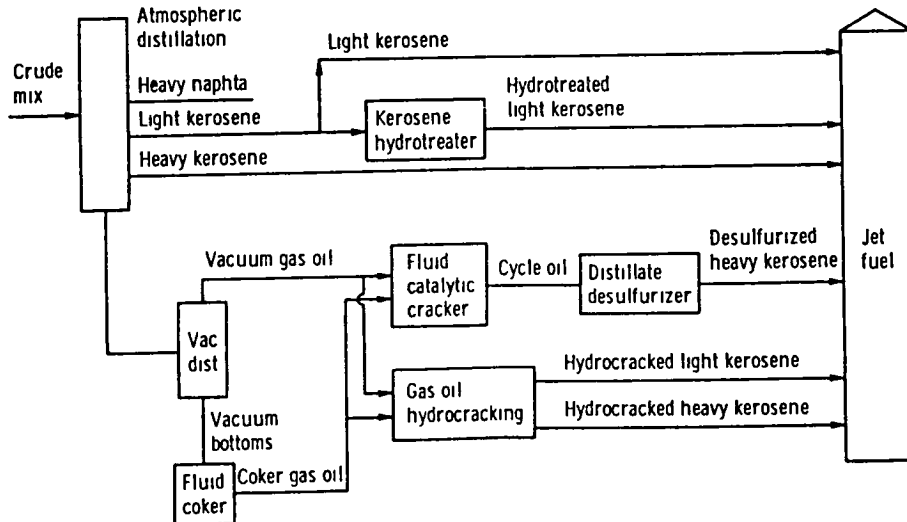 Atmospheric
distillation
Crude
mix
Heavy naphta
Light kerosene
Heavy kerosene
Light kerosene
Kerosene
hydrotreater
Hydrotreated
light kerosene
Jet
fuel
Vacuum gas oil
Fluid
catalytic
cracker
Cycle oil
Distillate
desulfurizer
Desulfurized
heavy kerosene
Vac
dist
Gas oil
hydrocracking
Hydrocracked light kerosene
Hydrocracked heavy kerosene
Vacuum
bottoms
Fluid
coker
Coker gas oil